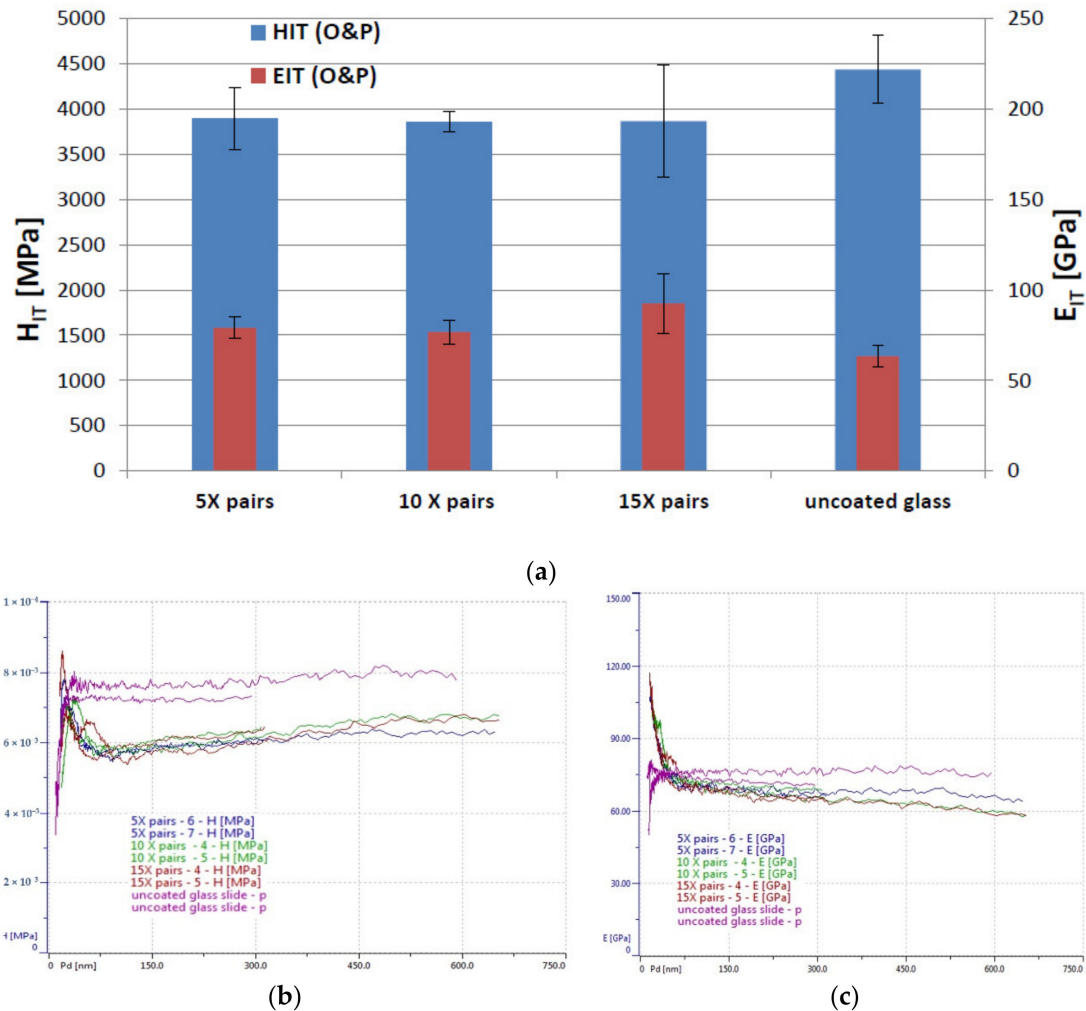 HIT (O&P)
EIT (O&P)
5000
4500
4000
3500
3000
2500
2000
1500
1000
500
0
H_IT [MPa]
250
200
150
100
50
0
E_IT [GPa]
5X pairs 10 X pairs 15X pairs uncoated glass
(a)
1 × 10⁻⁴
8 × 10⁻³
6 × 10⁻³
4 × 10⁻³
2 × 10⁻³
5X pairs - 6 - H [MPa]
5X pairs - 7 - H [MPa]
10 X pairs - 4 - H [MPa]
10 X pairs - 5 - H [MPa]
15X pairs - 4 - H [MPa]
15X pairs - 5 - H [MPa]
uncoated glass slide - p
uncoated glass slide - p
H [MPa]
0
0 Pd [nm] 150.0 300.0 450.0 600.0 750.0
(b)
150.00
120.00
90.00
60.00
30.00
5X pairs - 6 - E [GPa]
5X pairs - 7 - E [GPa]
10 X pairs - 4 - E [GPa]
10 X pairs - 5 - E [GPa]
15X pairs - 4 - E [GPa]
15X pairs - 5 - E [GPa]
uncoated glass slide - p
uncoated glass slide - p
E [GPa]
0
0 Pd [nm] 150.0 300.0 450.0 600.0 750.0
(c)